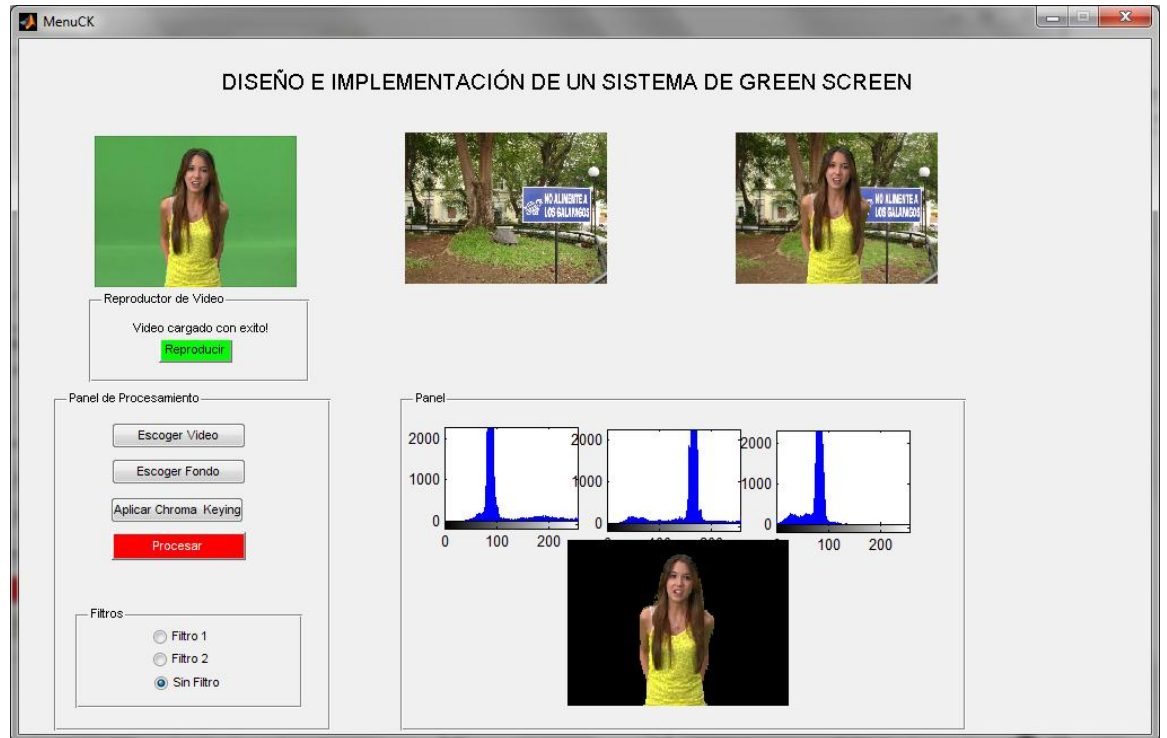 MenuCK
DISEÑO E IMPLEMENTACIÓN DE UN SISTEMA DE GREEN SCREEN
NO ALIMENTE A
LOS GALAPAGOS
NO ALIMENTE A
LOS GALAPAGOS
Reproductor de Video
Video cargado con exito!
Reproducir
Panel de Procesamiento
Escoger Video
Escoger Fondo
Aplicar Chroma Keying
Procesar
Filtros
Filtro 1
Filtro 2
Sin Filtro
Panel
2000
1000
0
0 100 200
2000
1000
0
2000
1000
0
100 200